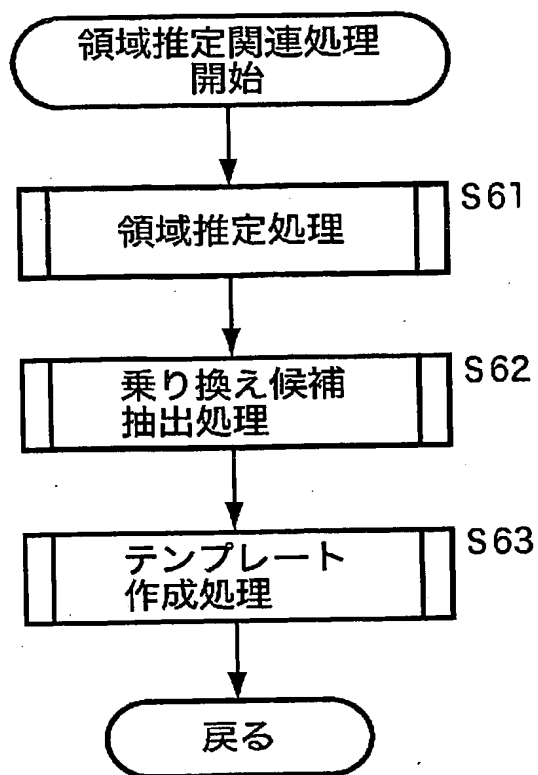 領域推定関連処理
開始
S61
領域推定処理
S62
乗り換え候補
抽出処理
S63
テンプレート
作成処理
戻る